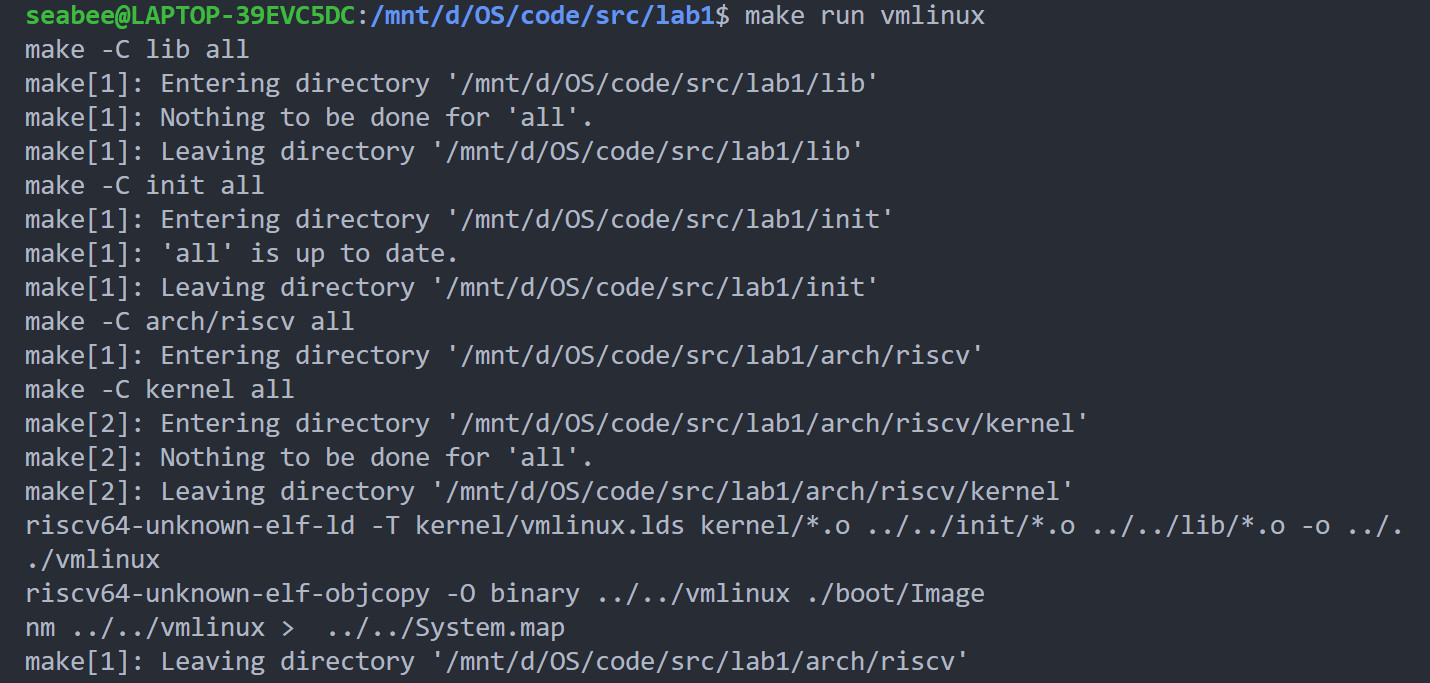 seabee@LAPTOP-39EVC5DC:/mnt/d/OS/code/src/lab1$ make run vmlinux
make -C lib all
make[1]: Entering directory '/mnt/d/OS/code/src/lab1/lib'
make[1]: Nothing to be done for 'all'.
make[1]: Leaving directory '/mnt/d/OS/code/src/lab1/lib'
make -C init all
make[1]: Entering directory '/mnt/d/OS/code/src/lab1/init'
make[1]: 'all' is up to date.
make[1]: Leaving directory '/mnt/d/OS/code/src/lab1/init'
make -C arch/riscv all
make[1]: Entering directory '/mnt/d/OS/code/src/lab1/arch/riscv'
make -C kernel all
make[2]: Entering directory '/mnt/d/OS/code/src/lab1/arch/riscv/kernel'
make[2]: Nothing to be done for 'all'.
make[2]: Leaving directory '/mnt/d/OS/code/src/lab1/arch/riscv/kernel'
riscv64-unknown-elf-ld -T kernel/vmlinux.lds kernel/*.o ../../init/*.o ../../lib/*.o -o ../.
./vmlinux
riscv64-unknown-elf-objcopy -O binary ../../vmlinux ./boot/Image
nm ../../vmlinux >  ../../System.map
make[1]: Leaving directory '/mnt/d/OS/code/src/lab1/arch/riscv'